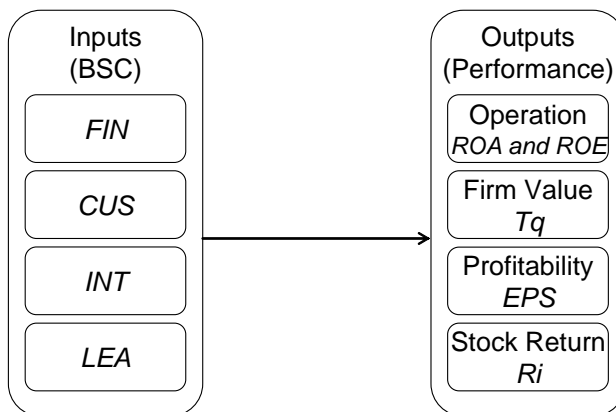 Inputs
(BSC)
FIN
CUS
INT
LEA
Outputs
(Performance)
Operation
ROA and ROE
Firm Value
Tq
Profitability
EPS
Stock Return
Ri